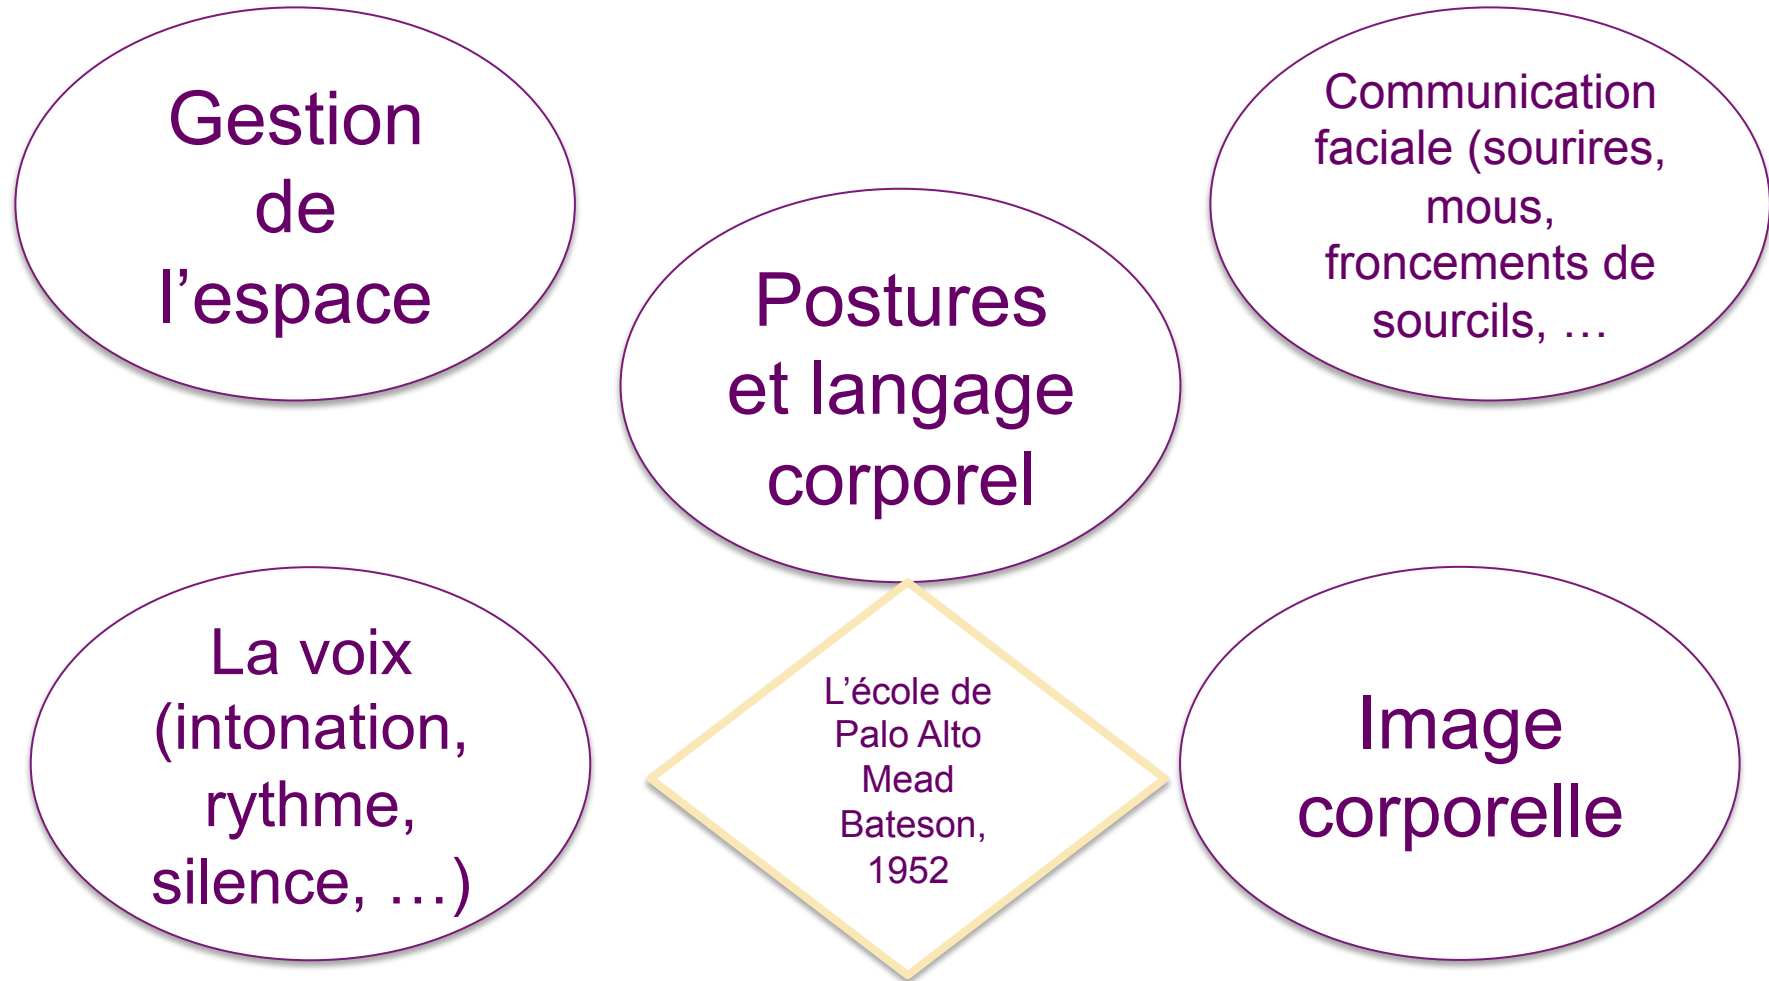 Gestion
de
l’espace
Communication
faciale (sourires,
mous,
froncements de
sourcils, …
Postures
et langage
corporel
La voix
(intonation,
rythme,
silence, …)
L’école de
Palo Alto
Mead
Bateson,
1952
Image
corporelle